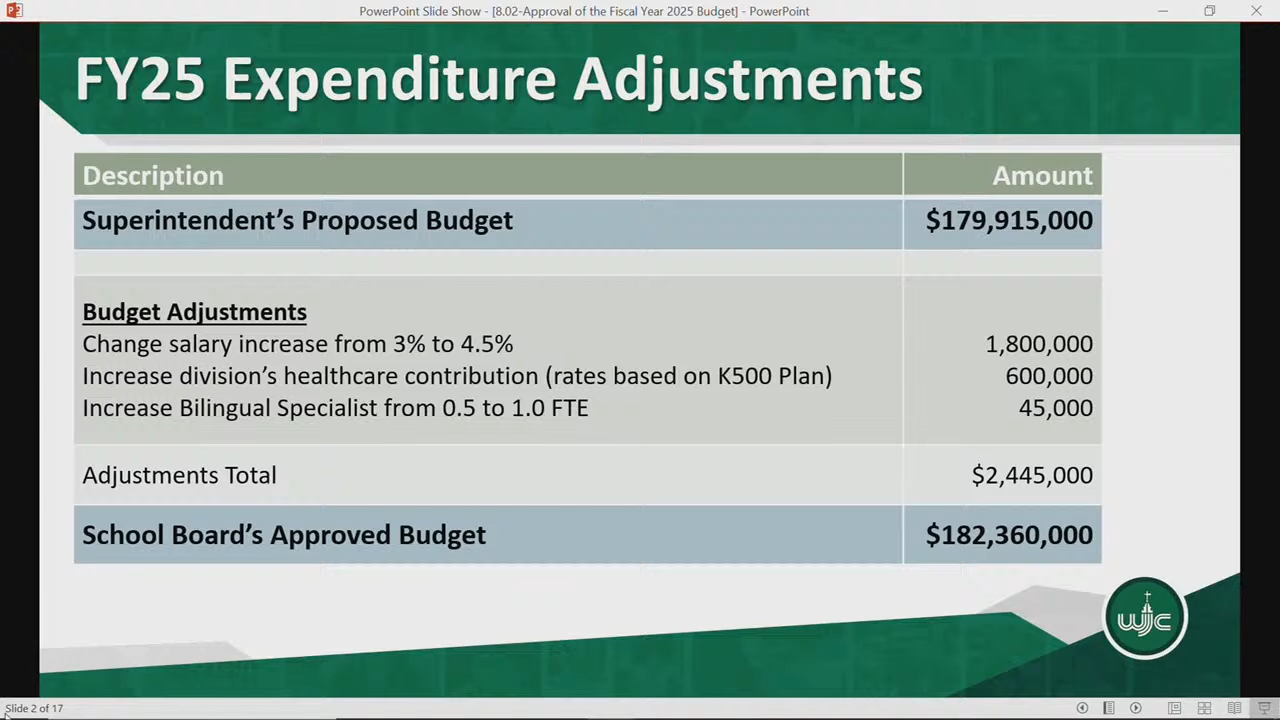 PowerPoint Slide Show - [8.02-Approval of the Fiscal Year 2025 Budget] - PowerPoint
FY25 Expenditure Adjustments
Description Amount
Superintendent’s Proposed Budget $179,915,000
Budget Adjustments
Change salary increase from 3% to 4.5% 1,800,000
Increase division’s healthcare contribution (rates based on K500 Plan) 600,000
Increase Bilingual Specialist from 0.5 to 1.0 FTE 45,000
Adjustments Total $2,445,000
School Board’s Approved Budget $182,360,000
WJC
Slide 2 of 17